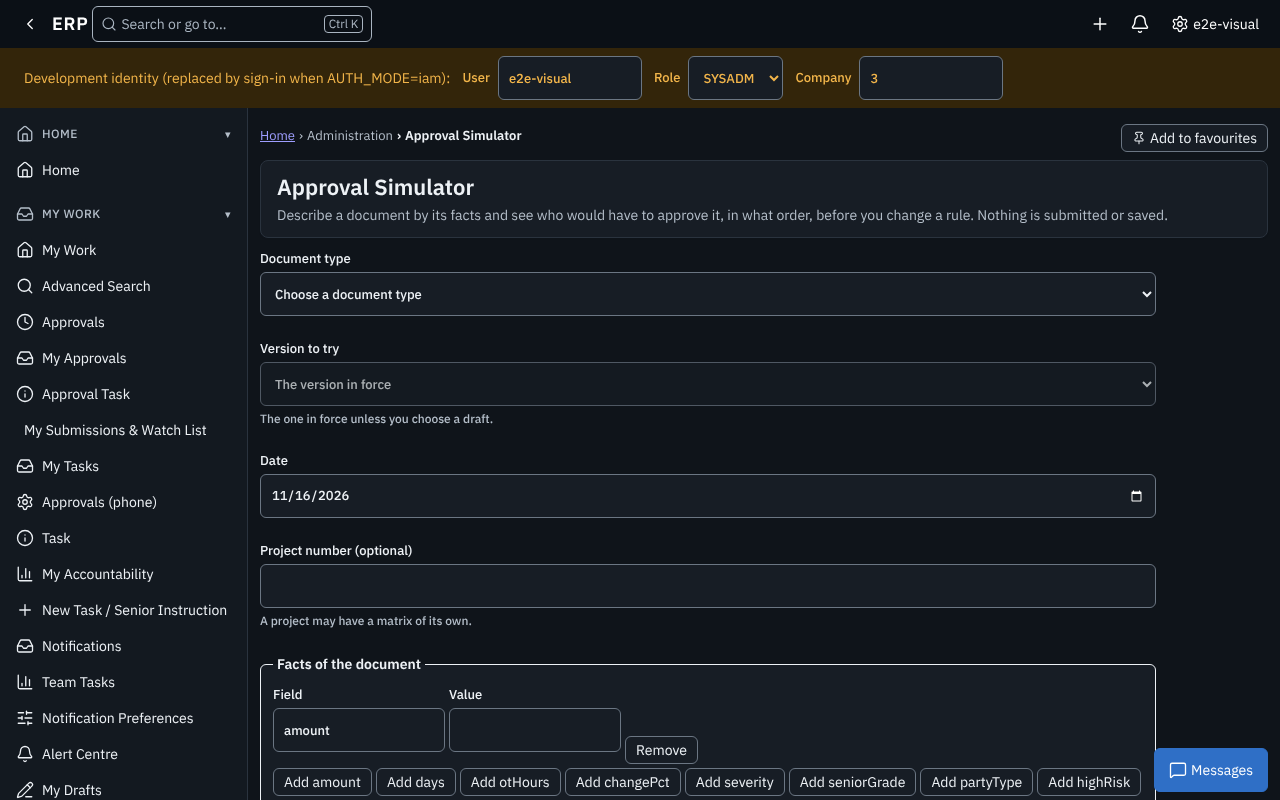 ERP Search or go to... Ctrl K e2e-visual
Development identity (replaced by sign-in when AUTH_MODE=iam): User e2e-visual Role SYSADM Company 3
HOME
Home
MY WORK
My Work
Advanced Search
Approvals
My Approvals
Approval Task
My Submissions & Watch List
My Tasks
Approvals (phone)
Task
My Accountability
New Task / Senior Instruction
Notifications
Team Tasks
Notification Preferences
Alert Centre
My Drafts
Home › Administration › Approval Simulator
Add to favourites
Approval Simulator
Describe a document by its facts and see who would have to approve it, in what order, before you change a rule. Nothing is submitted or saved.
Document type
Choose a document type
Version to try
The version in force
The one in force unless you choose a draft.
Date
11/16/2026
Project number (optional)
A project may have a matrix of its own.
Facts of the document
Field Value
amount
Remove
Add amount Add days Add otHours Add changePct Add severity Add seniorGrade Add partyType Add highRisk
Messages